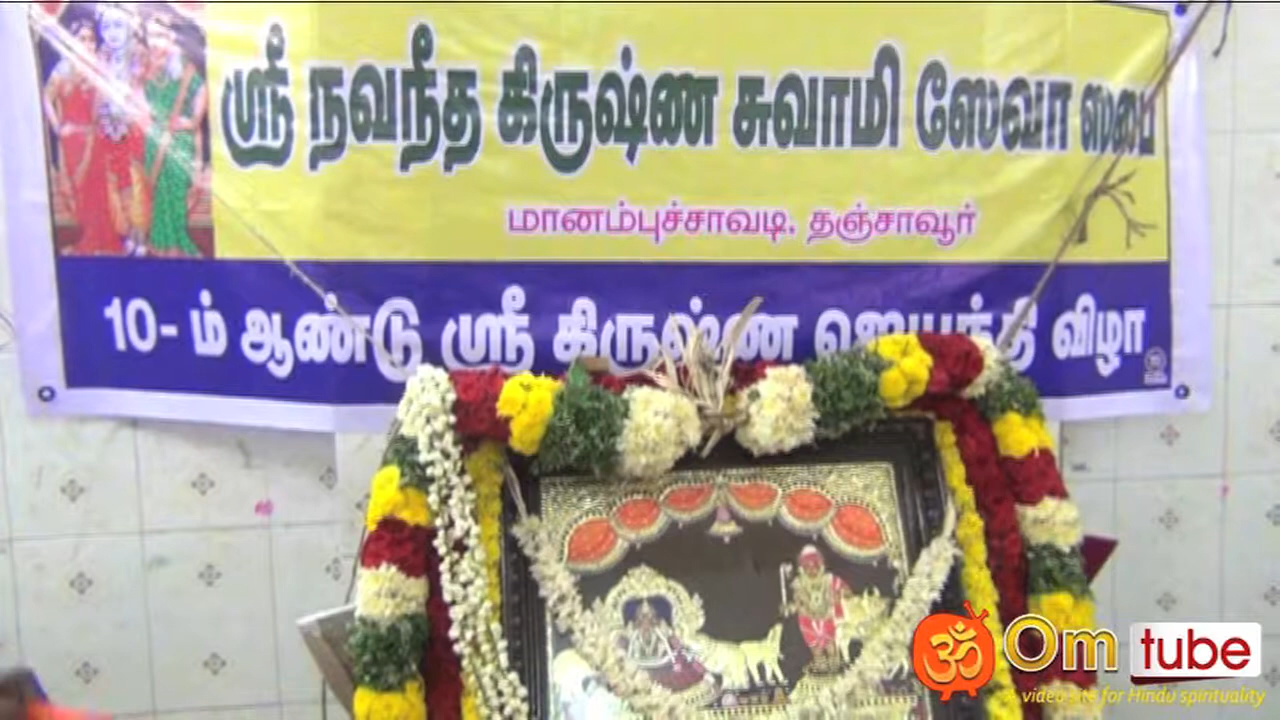 ஸ்ரீ நவநீத கிருஷ்ண சுவாமி ஸேவா ஸபை
மானம்புச்சாவடி, தஞ்சாவூர்
10- ம் ஆண்டு ஸ்ரீ கிருஷ்ண ஜெயந்தி விழா
ॐ Om tube
a video site for Hindu spirituality